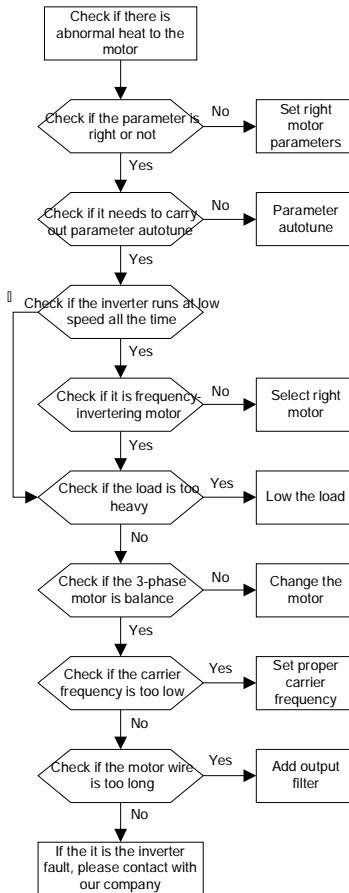 Check if there is
abnormal heat to the
motor
Check if the parameter is
right or not
No
Set right
motor
parameters
Yes
Check if it needs to carry
out parameter autotune
No
Parameter
autotune
Yes
Check if the inverter runs at low
speed all the time
Yes
Check if it is frequency-
invertering motor
No
Select right
motor
Yes
Check if the load is too
heavy
Yes
Low the load
No
Check if the 3-phase
motor is balance
No
Change the
motor
Yes
Check if the carrier
frequency is too low
Yes
Set proper
carrier
frequency
No
Check if the motor wire
is too long
Yes
Add output
filter
No
If the it is the inverter
fault, please contact with
our company